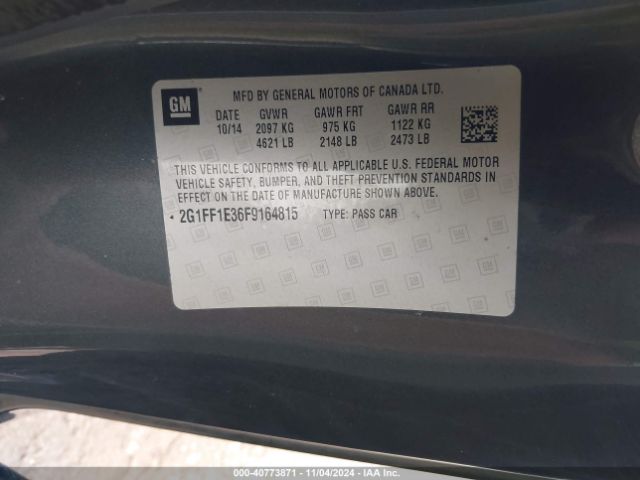 GM
MFD BY GENERAL MOTORS OF CANADA LTD.
DATE GVWR GAWR FRT GAWR RR
10/14 2097 KG 975 KG 1122 KG
4621 LB 2148 LB 2473 LB
THIS VEHICLE CONFORMS TO ALL APPLICABLE U.S. FEDERAL MOTOR
VEHICLE SAFETY, BUMPER, AND THEFT PREVENTION STANDARDS IN
EFFECT ON THE DATE OF MANUFACTURE SHOWN ABOVE.
2G1FF1E36F9164815 TYPE: PASS CAR
VEHICLE: 40773871 - 11/04/2024 - IAA Inc.